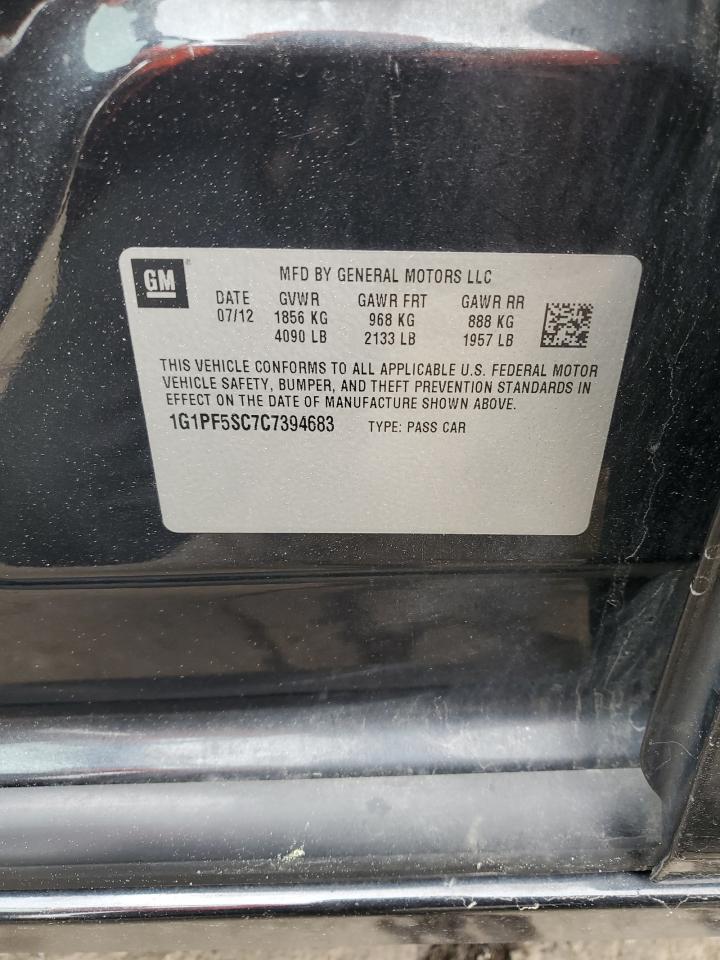 GM
MFD BY GENERAL MOTORS LLC
DATE GVWR GAWR FRT GAWR RR
07/12 1856 KG 968 KG 888 KG
4090 LB 2133 LB 1957 LB
THIS VEHICLE CONFORMS TO ALL APPLICABLE U.S. FEDERAL MOTOR
VEHICLE SAFETY, BUMPER, AND THEFT PREVENTION STANDARDS IN
EFFECT ON THE DATE OF MANUFACTURE SHOWN ABOVE.
1G1PF5SC7C7394683 TYPE: PASS CAR